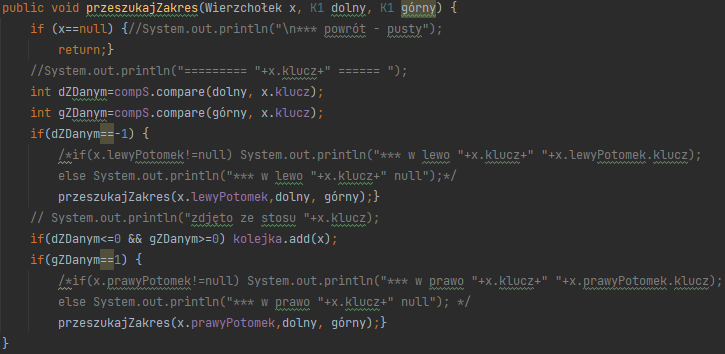 public void przeszukajZakres(Wierzchołek x, K1 dolny, K1 górny) {
if (x==null) {//System.out.println("\n*** powrót - pusty");
return;}
//System.out.println("========= "+x.klucz+" ====== ");
int dZDanym=compS.compare(dolny, x.klucz);
int gZDanym=compS.compare(górny, x.klucz);
if(dZDanym==-1) {
/*if(x.lewyPotomek!=null) System.out.println("*** w lewo "+x.klucz+" "+x.lewyPotomek.klucz);
else System.out.println("*** w lewo "+x.klucz+" null");*/
przeszukajZakres(x.lewyPotomek,dolny, górny);}
// System.out.println("zdjęto ze stosu "+x.klucz);
if(dZDanym<=0 && gZDanym>=0) kolejka.add(x);
if(gZDanym==1) {
/*if(x.prawyPotomek!=null) System.out.println("*** w prawo "+x.klucz+" "+x.prawyPotomek.klucz);
else System.out.println("*** w prawo "+x.klucz+" null"); */
przeszukajZakres(x.prawyPotomek,dolny, górny);}
}